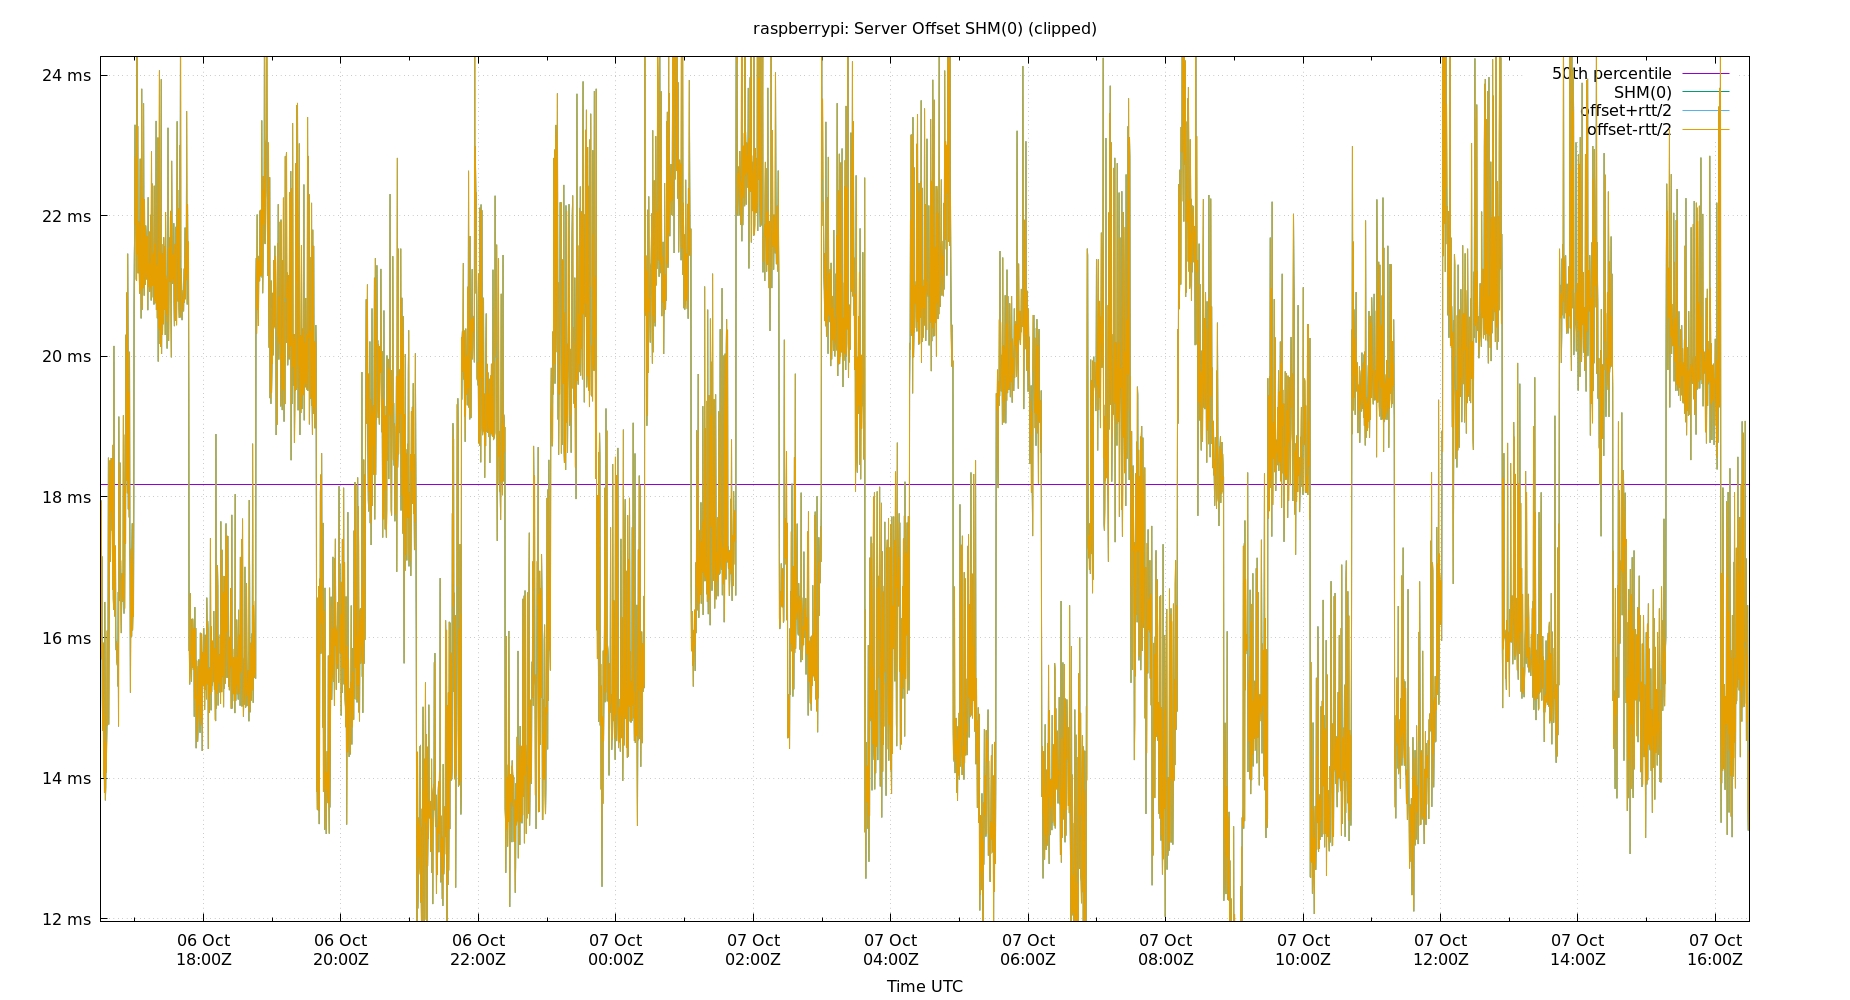 raspberrypi: Server Offset SHM(0) (clipped)
24 ms
22 ms
20 ms
18 ms
16 ms
14 ms
12 ms
50th percentile
SHM(0)
offset+rtt/2
offset-rtt/2
06 Oct 06 Oct 06 Oct 07 Oct 07 Oct 07 Oct 07 Oct 07 Oct 07 Oct 07 Oct 07 Oct 07 Oct
18:00Z 20:00Z 22:00Z 00:00Z 02:00Z 04:00Z 06:00Z 08:00Z 10:00Z 12:00Z 14:00Z 16:00Z
Time UTC